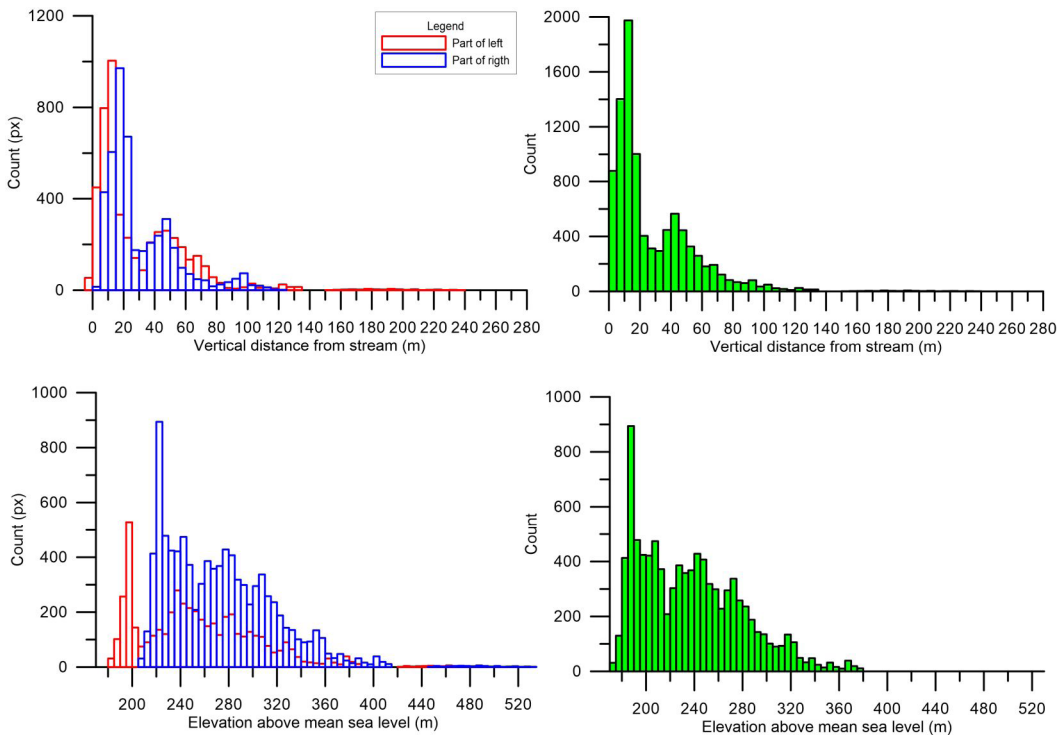 Legend
Part of left
Part of rigth
Count (px)
1200
800
400
0
0 20 40 60 80 100 120 140 160 180 200 220 240 260 280
Vertical distance from stream (m)
Count
2000
1600
1200
800
400
0
0 20 40 60 80 100 120 140 160 180 200 220 240 260 280
Vertical distance from stream (m)
Count (px)
1000
800
600
400
200
0
200 240 280 320 360 400 440 480 520
Elevation above mean sea level (m)
Count
1000
800
600
400
200
0
200 240 280 320 360 400 440 480 520
Elevation above mean sea level (m)